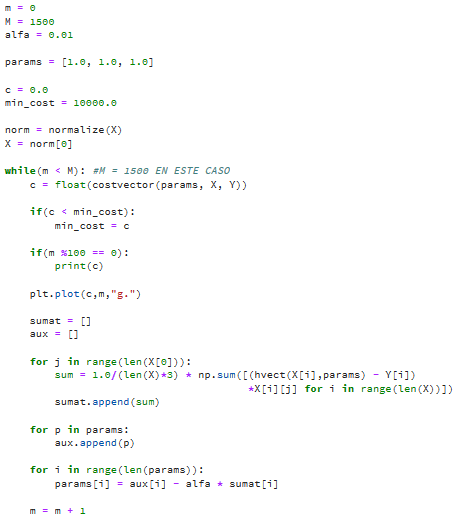 m = 0
M = 1500
alfa = 0.01
params = [1.0, 1.0, 1.0]
c = 0.0
min_cost = 10000.0
norm = normalize(X)
X = norm[0]
while(m < M): #M = 1500 EN ESTE CASO
    c = float(costvector(params, X, Y))
    if(c < min_cost):
        min_cost = c
    if(m %100 == 0):
        print(c)
    plt.plot(c,m,"g.")
    sumat = []
    aux = []
    for j in range(len(X[0])):
        sum = 1.0/(len(X)*3) * np.sum([(hvect(X[i],params) - Y[i])
                                        *X[i][j] for i in range(len(X))])
        sumat.append(sum)
    for p in params:
        aux.append(p)
    for i in range(len(params)):
        params[i] = aux[i] - alfa * sumat[i]
    m = m + 1